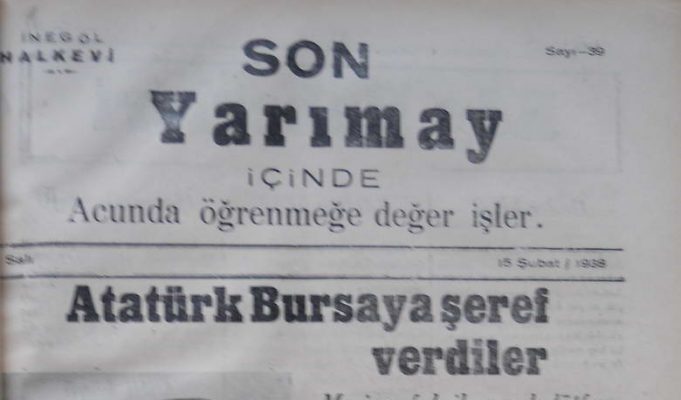 İNEGÖL
HALKEVİ
SON
Sayı—39
Yarımay
İÇİNDE
Acunda öğrenmeğe değer işler.
Salı
15 Şubat / 1938
Atatürk Bursaya şeref
verdiler